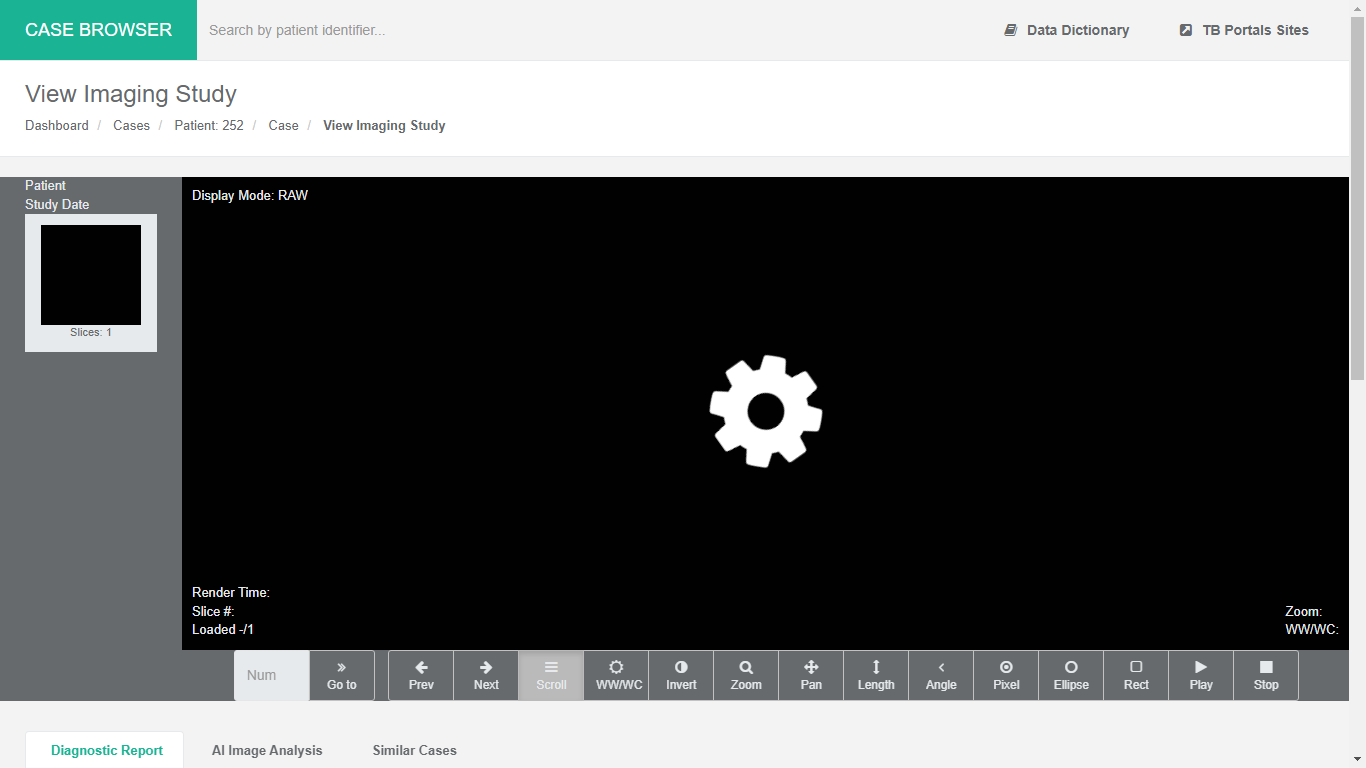 CASE BROWSER
Search by patient identifier...
Data Dictionary
TB Portals Sites
View Imaging Study
Dashboard / Cases / Patient: 252 / Case / View Imaging Study
Patient
Study Date
Slices: 1
Display Mode: RAW
Render Time:
Slice #:
Loaded -/1
Zoom:
WW/WC:
Num
Go to
Prev
Next
Scroll
WW/WC
Invert
Zoom
Pan
Length
Angle
Pixel
Ellipse
Rect
Play
Stop
Diagnostic Report
AI Image Analysis
Similar Cases